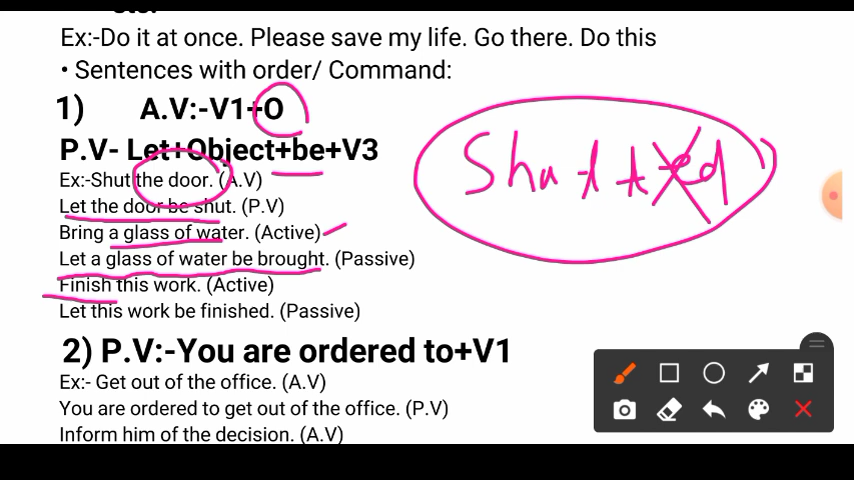 Ex:-Do it at once. Please save my life. Go there. Do this
• Sentences with order/ Command:
1) A.V:-V1+O
P.V- Let+Object+be+V3
Ex:-Shut the door. (A.V)
Let the door be shut. (P.V)
Bring a glass of water. (Active)
Let a glass of water be brought. (Passive)
Finish this work. (Active)
Let this work be finished. (Passive)
Shutted
2) P.V:-You are ordered to+V1
Ex:- Get out of the office. (A.V)
You are ordered to get out of the office. (P.V)
Inform him of the decision. (A.V)